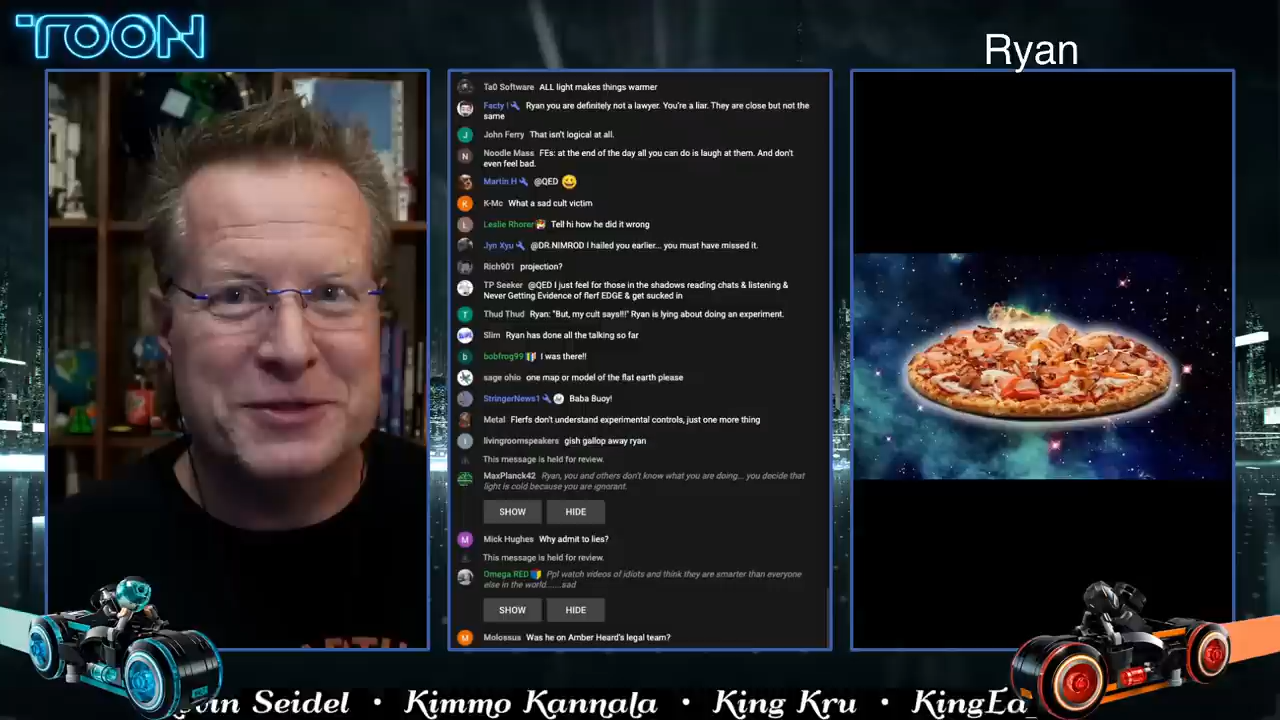 TOON
Ryan
Ta0 Software ALL light makes things warmer
Facty ! Ryan you are definitely not a lawyer. You're a liar. They are close but not the
same
J John Ferry That isn't logical at all.
N Noodle Mass FEs: at the end of the day all you can do is laugh at them. And don't
even feel bad.
Martin H @QED 😀
K K-Mc What a sad cult victim
L Leslie Rhorer Tell hi how he did it wrong
Jyn Xyu @DR.NIMROD I hailed you earlier... you must have missed it.
Rich901 projection?
TP Seeker @QED I just feel for those in the shadows reading chats & listening &
Never Getting Evidence of flerf EDGE & get sucked in
T Thud Thud Ryan: "But, my cult says!!!" Ryan is lying about doing an experiment.
Slim Ryan has done all the talking so far
b bobfrog99 I was there!!
sage ohio one map or model of the flat earth please
StringerNews1 Baba Buoy!
Metal Flerfs don't understand experimental controls, just one more thing
l livingroomspeakers gish gallop away ryan
This message is held for review.
MaxPlanck42 Ryan, you and others don't know what you are doing... you decide that
light is cold because you are ignorant.
SHOW HIDE
M Mick Hughes Why admit to lies?
This message is held for review.
Omega RED Ppl watch videos of idiots and think they are smarter than everyone
else in the world......sad
SHOW HIDE
M Molossus Was he on Amber Heard's legal team?
Seidel • Kimmo Kannala • King Kru • KingEa